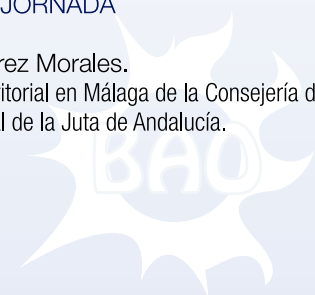 JORNADA
rez Morales.
itorial en Málaga de la Consejería d
l de la Juta de Andalucía.
BAO